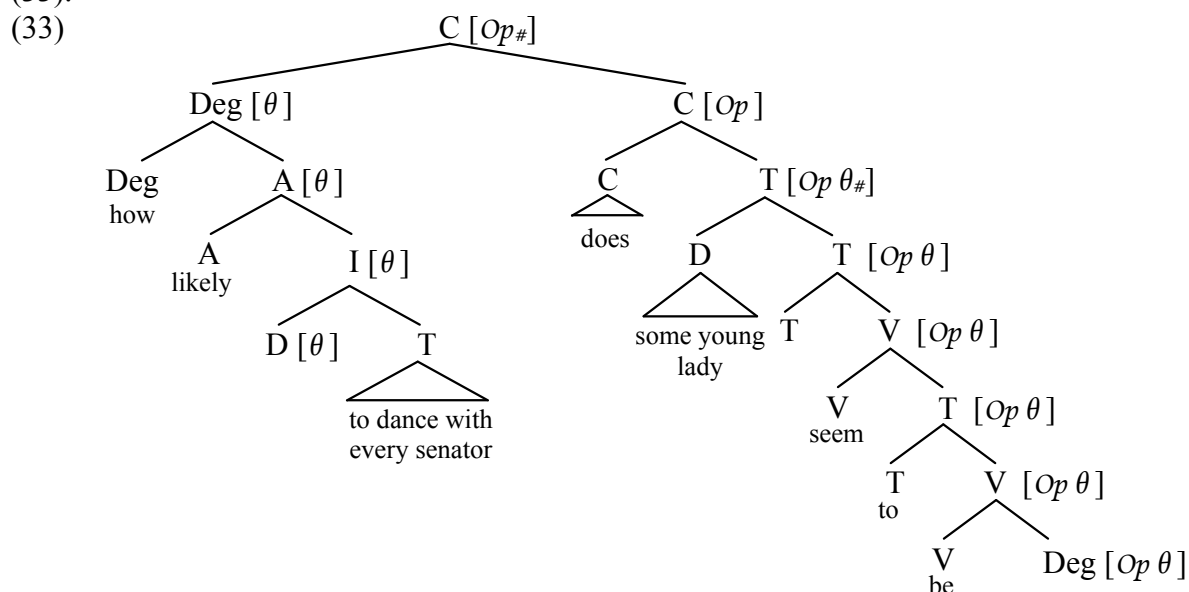 (33)
C [Op#]
Deg [θ] C [Op]
Deg A [θ] C T [Op θ#]
how does
A I [θ] D T [Op θ]
likely
D [θ] T some young T V [Op θ]
lady
to dance with V T [Op θ]
every senator seem
T V [Op θ]
to
V Deg [Op θ]
be